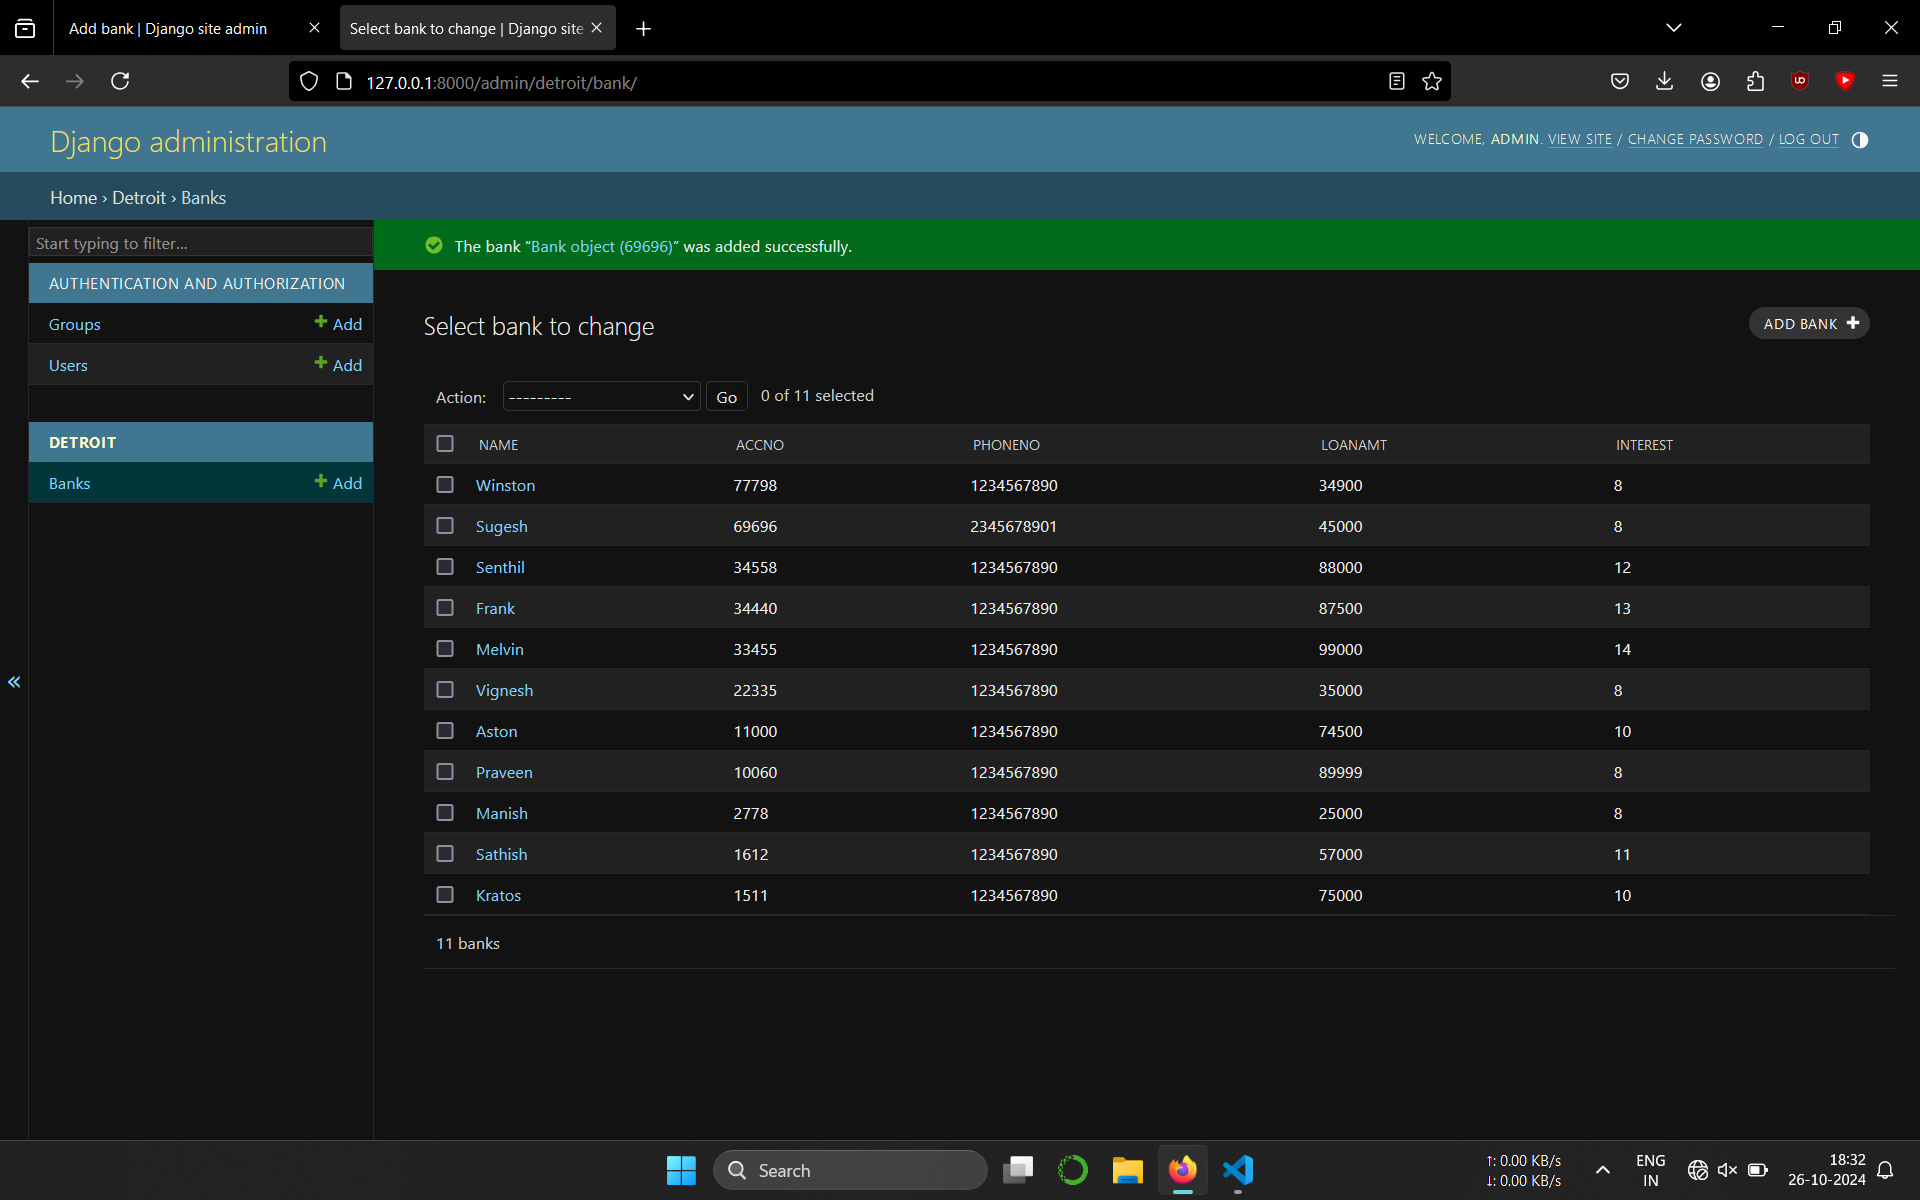 Add bank | Django site admin
Select bank to change | Django site
127.0.0.1:8000/admin/detroit/bank/
Django administration
WELCOME, ADMIN. VIEW SITE / CHANGE PASSWORD / LOG OUT
Home › Detroit › Banks
Start typing to filter...
AUTHENTICATION AND AUTHORIZATION
Groups + Add
Users + Add
DETROIT
Banks + Add
«
The bank “Bank object (69696)” was added successfully.
Select bank to change
ADD BANK +
Action: --------- Go 0 of 11 selected
NAME ACCNO PHONENO LOANAMT INTEREST
Winston 77798 1234567890 34900 8
Sugesh 69696 2345678901 45000 8
Senthil 34558 1234567890 88000 12
Frank 34440 1234567890 87500 13
Melvin 33455 1234567890 99000 14
Vignesh 22335 1234567890 35000 8
Aston 11000 1234567890 74500 10
Praveen 10060 1234567890 89999 8
Manish 2778 1234567890 25000 8
Sathish 1612 1234567890 57000 11
Kratos 1511 1234567890 75000 10
11 banks
Search
↑: 0.00 KB/s
↓: 0.00 KB/s
ENG
IN
18:32
26-10-2024